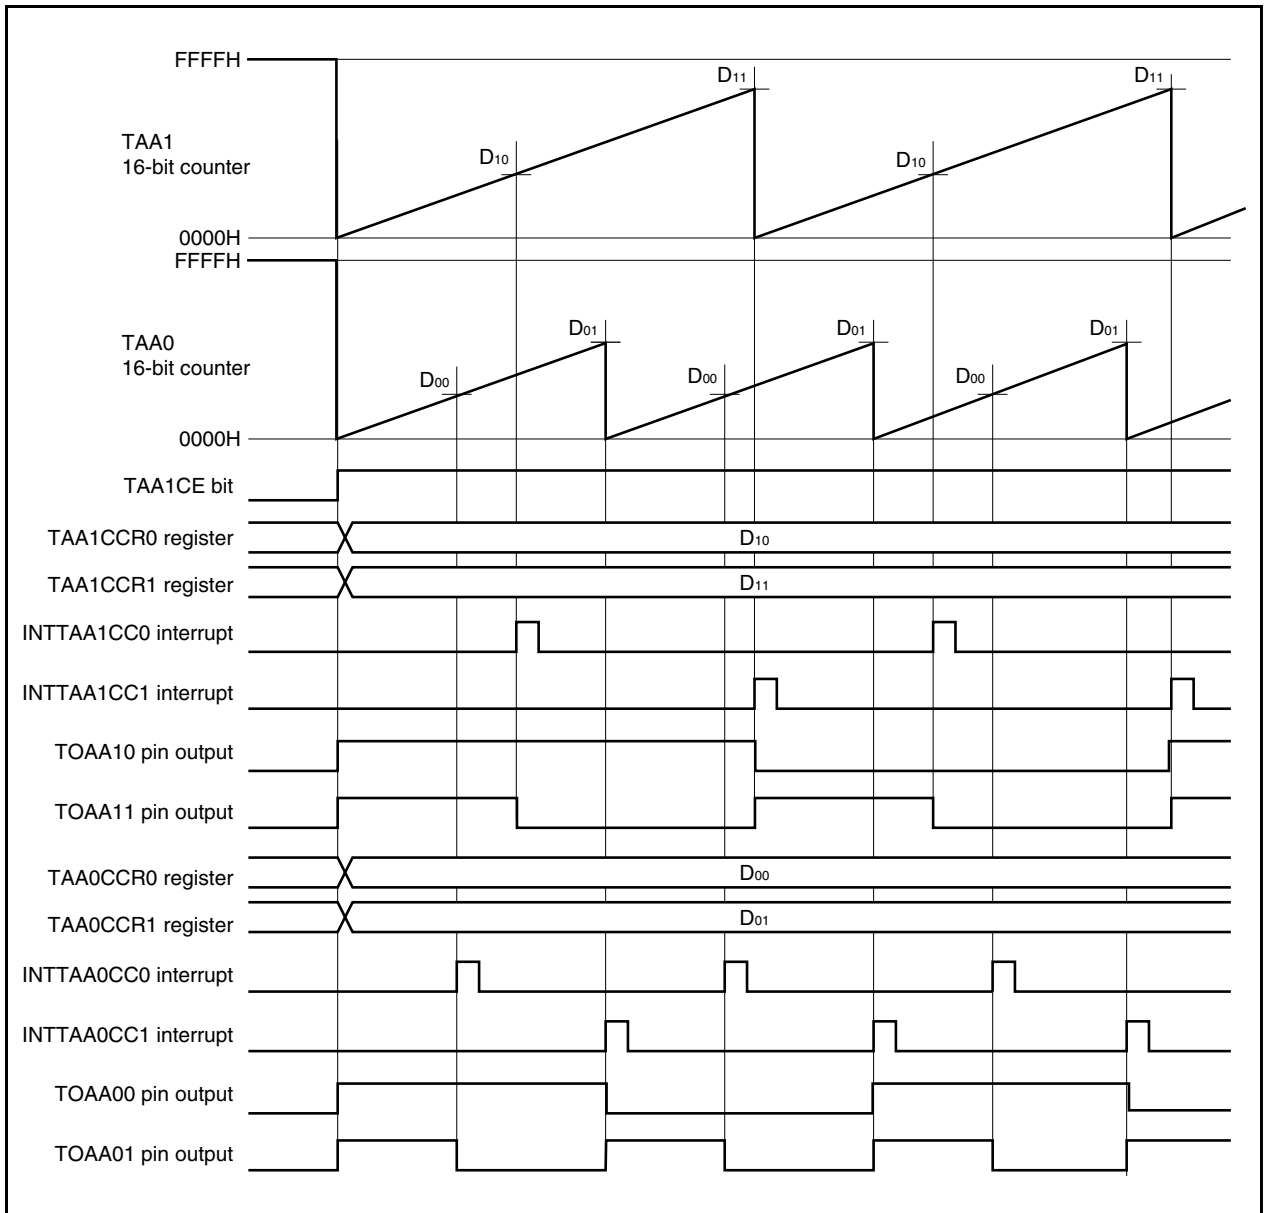 FFFFH
D11
D11
TAA1
16-bit counter
D10
D10
0000H
FFFFH
D01
D01
D01
TAA0
16-bit counter
D00
D00
D00
0000H
TAA1CE bit
TAA1CCR0 register
D10
TAA1CCR1 register
D11
INTTAA1CC0 interrupt
INTTAA1CC1 interrupt
TOAA10 pin output
TOAA11 pin output
TAA0CCR0 register
D00
TAA0CCR1 register
D01
INTTAA0CC0 interrupt
INTTAA0CC1 interrupt
TOAA00 pin output
TOAA01 pin output